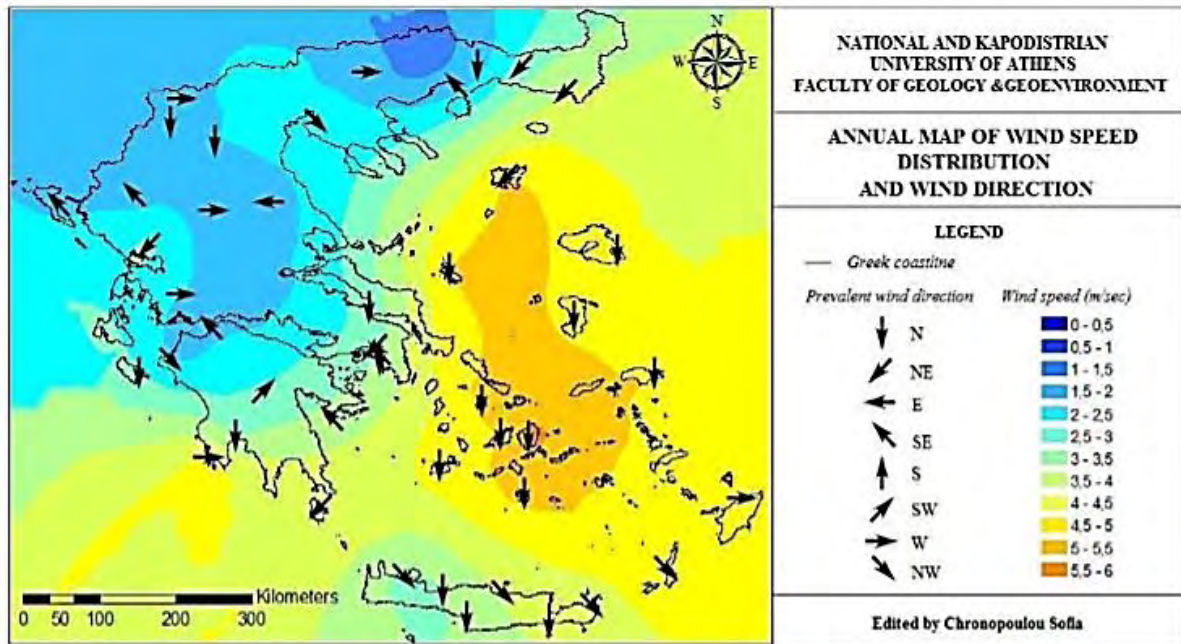 N
W E
S
Kilometers
0 50 100 200 300
NATIONAL AND KAPODISTRIAN
UNIVERSITY OF ATHENS
FACULTY OF GEOLOGY &GEOENVIRONMENT
ANNUAL MAP OF WIND SPEED
DISTRIBUTION
AND WIND DIRECTION
LEGEND
Greek coastline
Prevalent wind direction Wind speed (m/sec)
N
NE
E
SE
S
SW
W
NW
0 - 0,5
0,5 - 1
1 - 1,5
1,5 - 2
2 - 2,5
2,5 - 3
3 - 3,5
3,5 - 4
4 - 4,5
4,5 - 5
5 - 5,5
5,5 - 6
Edited by Chronopoulou Sofia